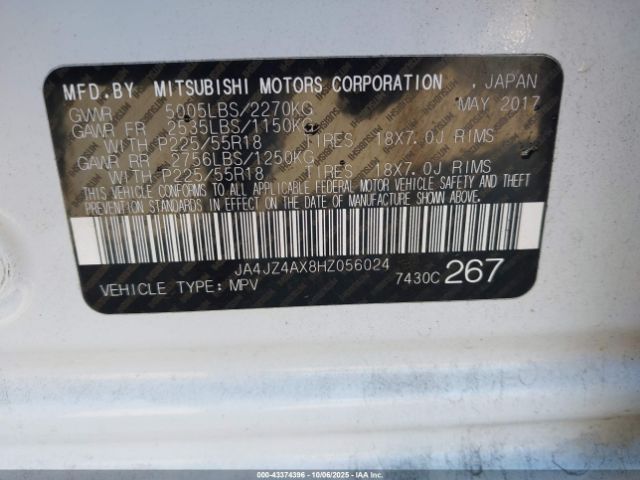 MFD.BY MITSUBISHI MOTORS CORPORATION , JAPAN
GVWR 5005LBS/2270KG MAY 2017
GAWR FR 2535LBS/1150KG
WITH P225/55R18 TIRES 18X7.0J RIMS
GAWR RR 2756LBS/1250KG
WITH P225/55R18 TIRES 18X7.0J RIMS
THIS VEHICLE CONFORMS TO ALL APPLICABLE FEDERAL MOTOR VEHICLE SAFETY AND THEFT
PREVENTION STANDARDS IN EFFECT ON THE DATE OF MANUFACTURE SHOWN ABOVE.
JA4JZ4AX8HZ056024
VEHICLE TYPE: MPV 7430C 267
000-43374396 - 10/06/2025 - IAAI.COM